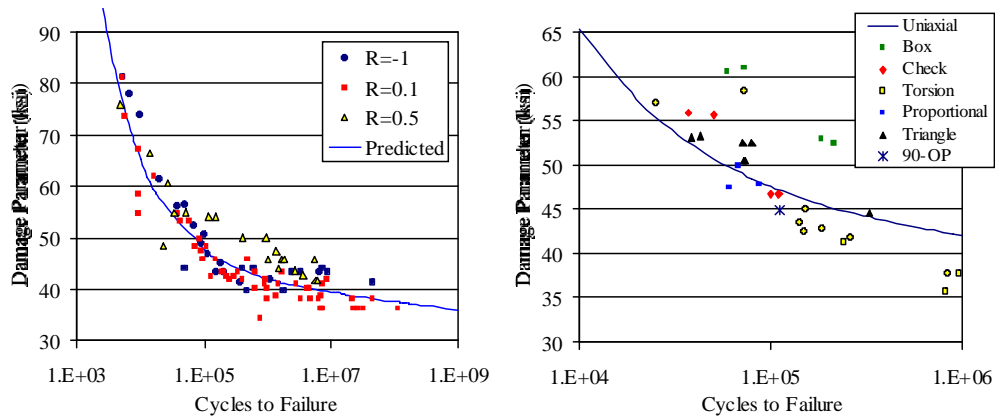 Damage Parameter (ksi)
90
80
70
60
50
40
30
1.E+03
1.E+05
1.E+07
1.E+09
Cycles to Failure
R=-1
R=0.1
R=0.5
Predicted
Damage Parameter (ksi)
65
60
55
50
45
40
35
30
1.E+04
1.E+05
1.E+06
Cycles to Failure
Uniaxial
Box
Check
Torsion
Proportional
Triangle
90-OP